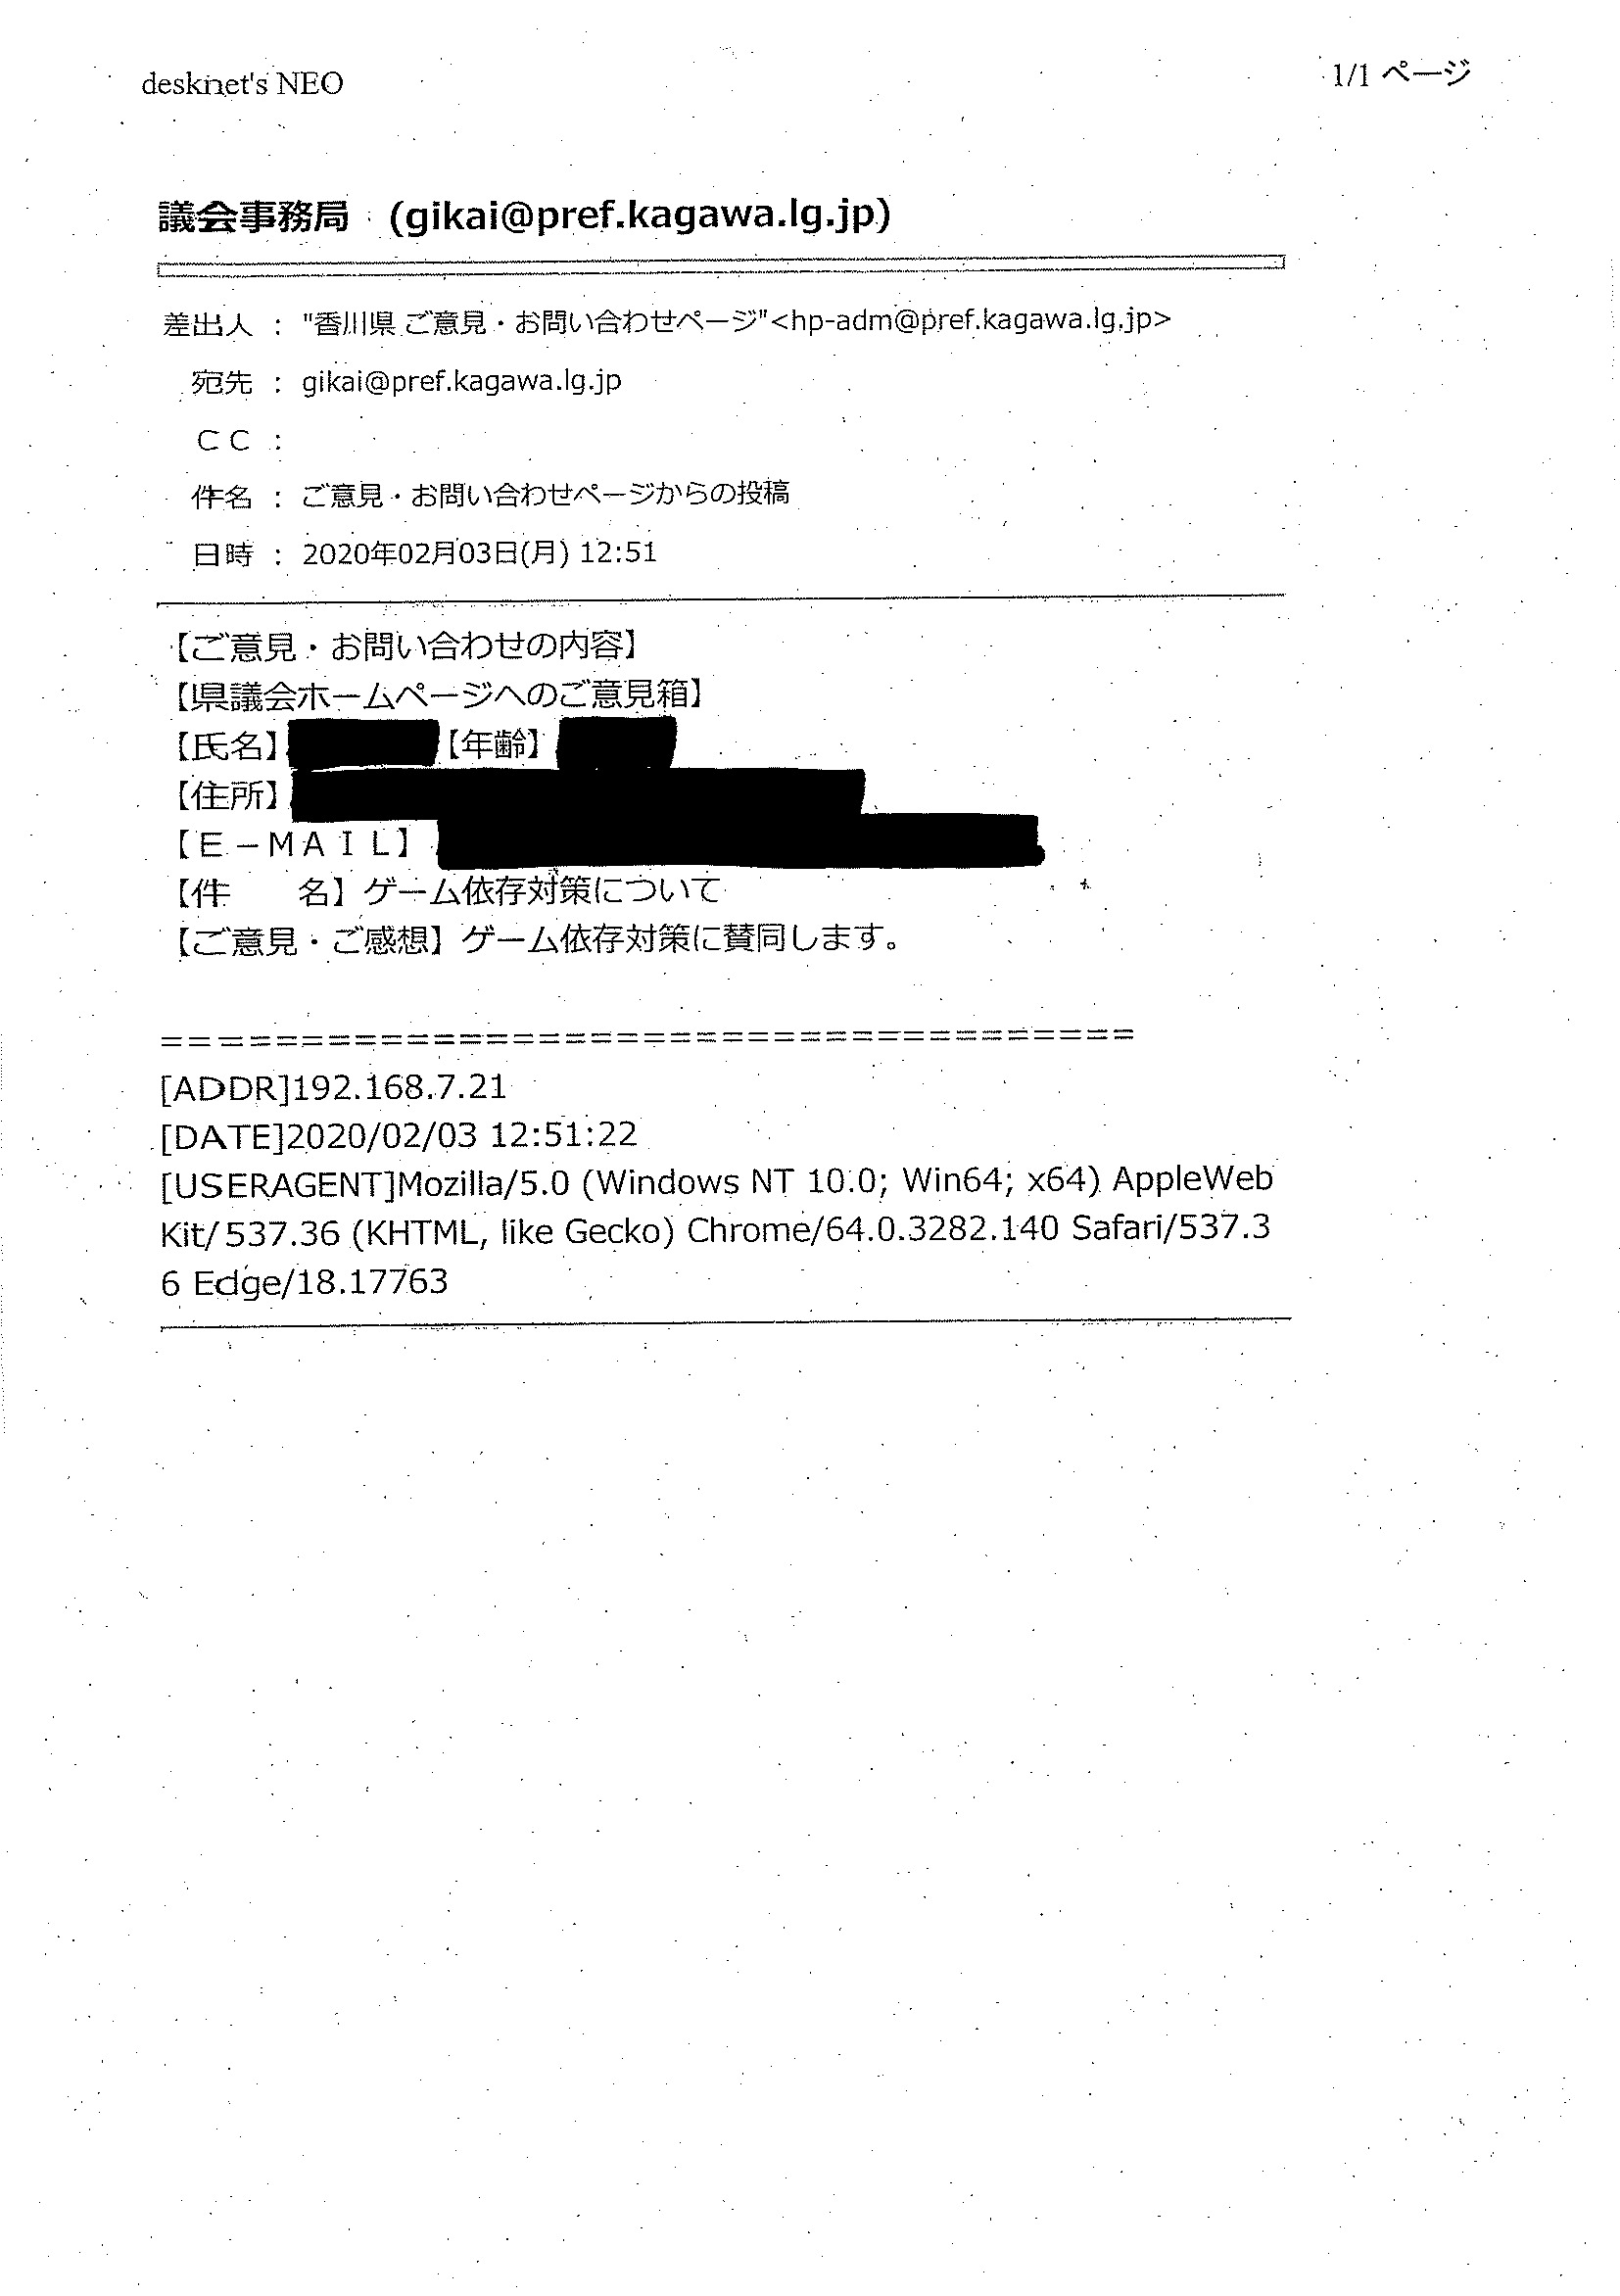 desknet's NEO
1/1 ページ
議会事務局 (gikai@pref.kagawa.lg.jp)
差出人 : "香川県 ご意見・お問い合わせページ"<hp-adm@pref.kagawa.lg.jp>
宛先 : gikai@pref.kagawa.lg.jp
ＣＣ :
件名 : ご意見・お問い合わせページからの投稿
日時 : 2020年02月03日(月) 12:51
【ご意見・お問い合わせの内容】
【県議会ホームページへのご意見箱】
【氏名】 【年齢】
【住所】
【Ｅ－ＭＡＩＬ】
【件　　名】ゲーム依存対策について
【ご意見・ご感想】ゲーム依存対策に賛同します。
====================================
[ADDR]192.168.7.21
[DATE]2020/02/03 12:51:22
[USERAGENT]Mozilla/5.0 (Windows NT 10.0; Win64; x64) AppleWeb
Kit/537.36 (KHTML, like Gecko) Chrome/64.0.3282.140 Safari/537.3
6 Edge/18.17763